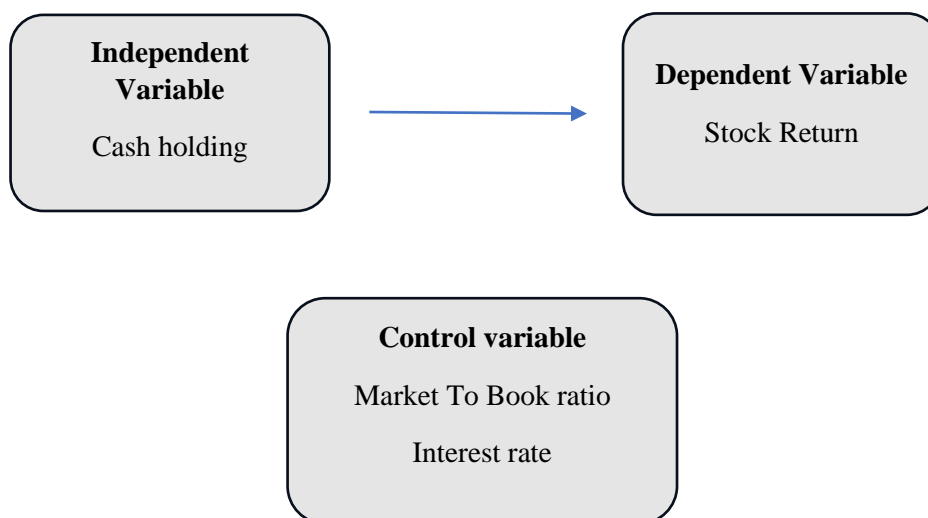 Independent
Variable
Cash holding
Dependent Variable
Stock Return
Control variable
Market To Book ratio
Interest rate